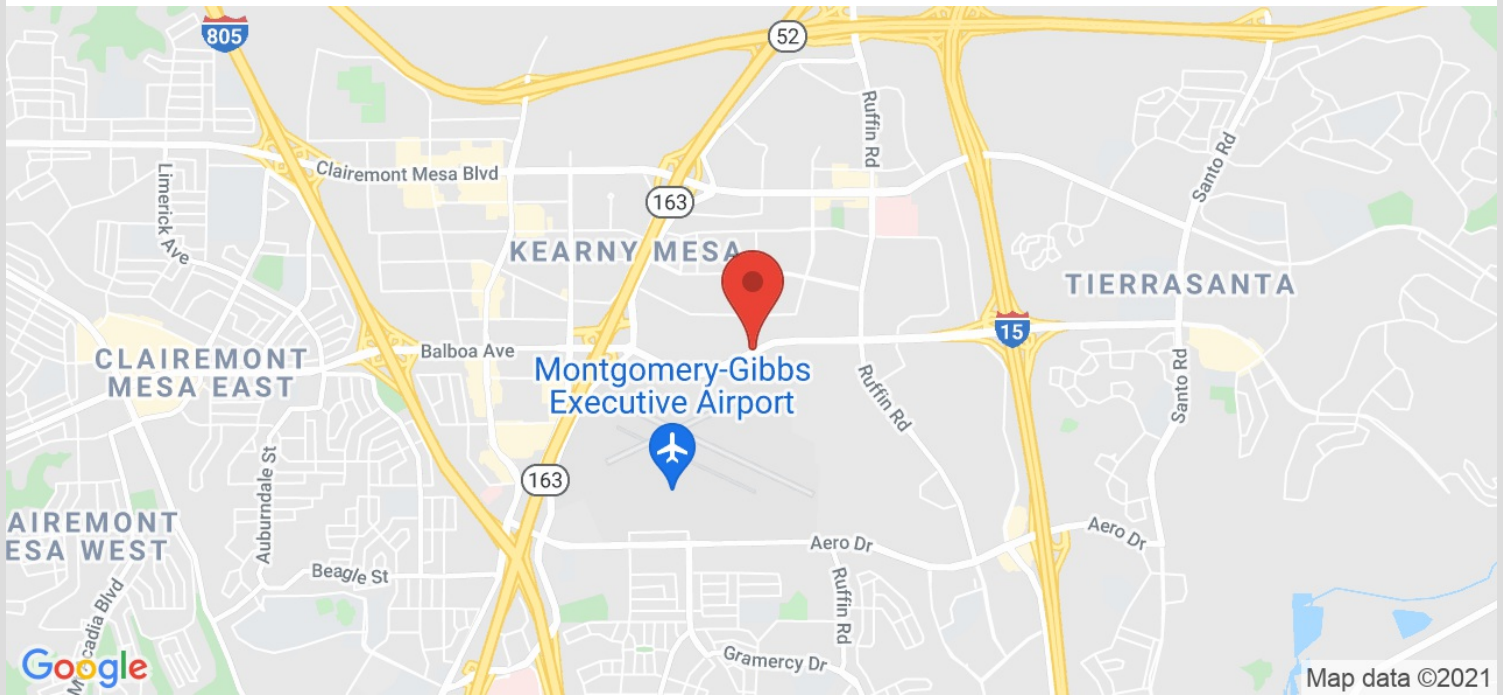 805
52
Ruffin Rd
Clairemont Mesa Blvd
Limerick Ave
163
Santo Rd
KEARNY MESA
TIERRASANTA
15
Balboa Ave
CLAIREMONT
MESA EAST
Montgomery-Gibbs
Executive Airport
Ruffin Rd
Santo Rd
163
Auburndale St
AIREMONT
ESA WEST
Aero Dr
Aero Dr
Beagle St
Ruffin Rd
cadia Blvd
Gramercy Dr
Google
Map data ©2021